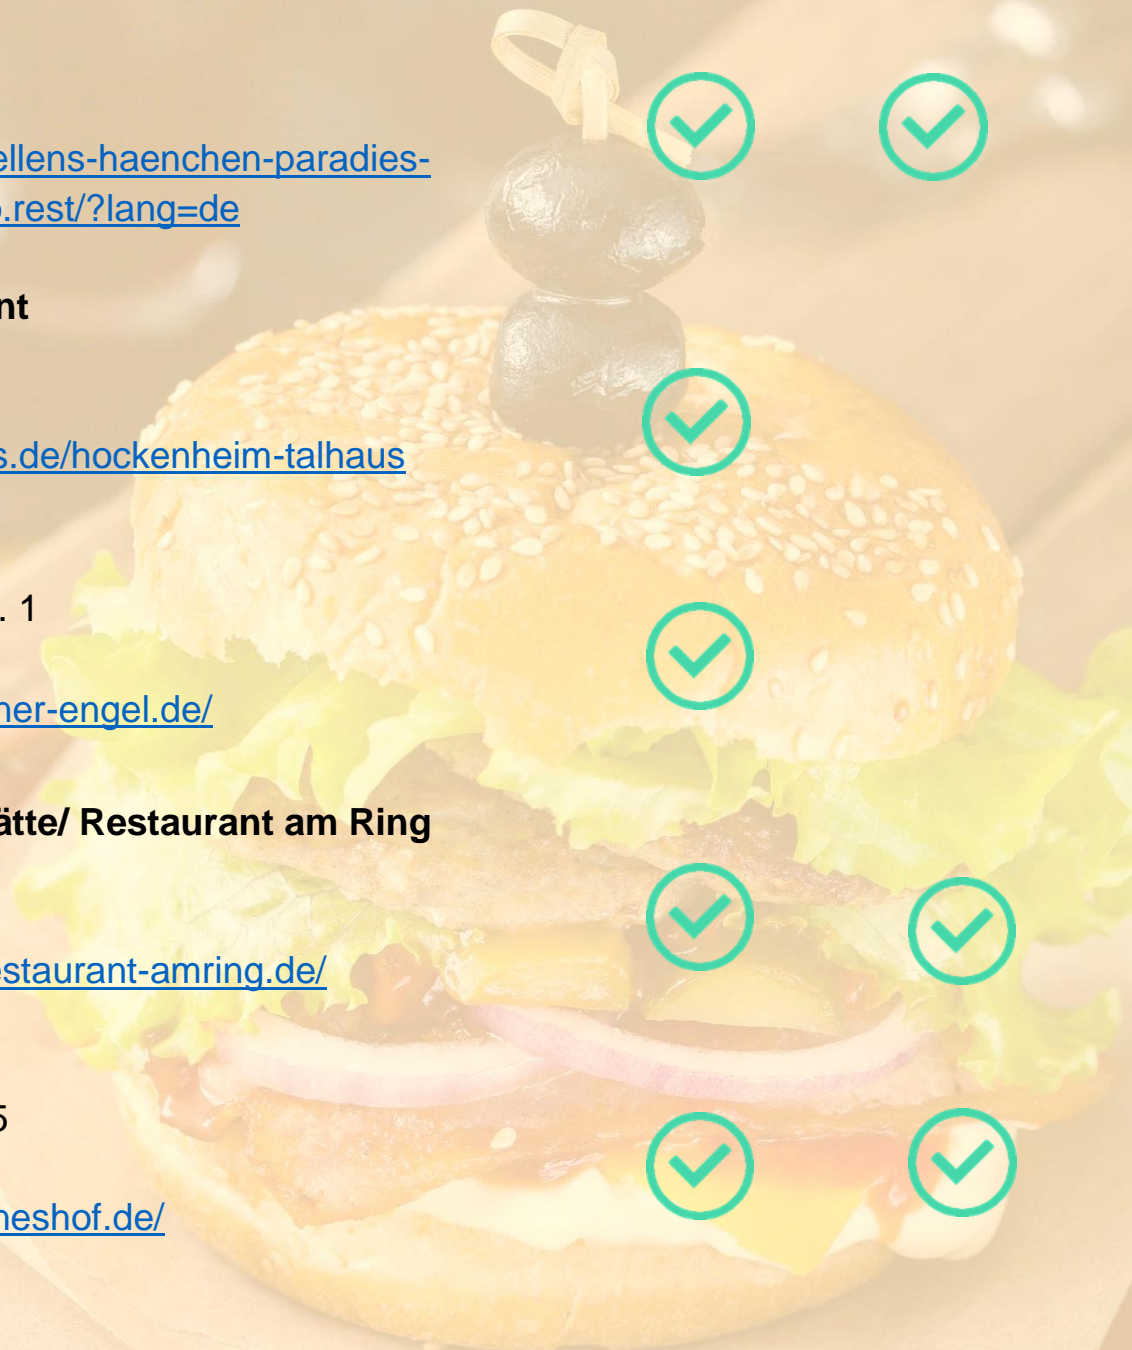 ellens-haenchen-paradies-
.rest/?lang=de
nt
s.de/hockenheim-talhaus
. 1
ner-engel.de/
ätte/ Restaurant am Ring
estaurant-amring.de/
5
neshof.de/